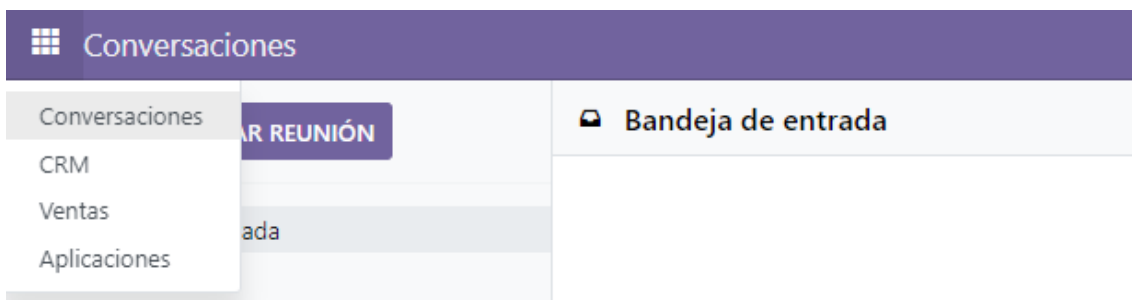 Conversaciones
Conversaciones
AR REUNIÓN
Bandeja de entrada
CRM
Ventas
ada
Aplicaciones